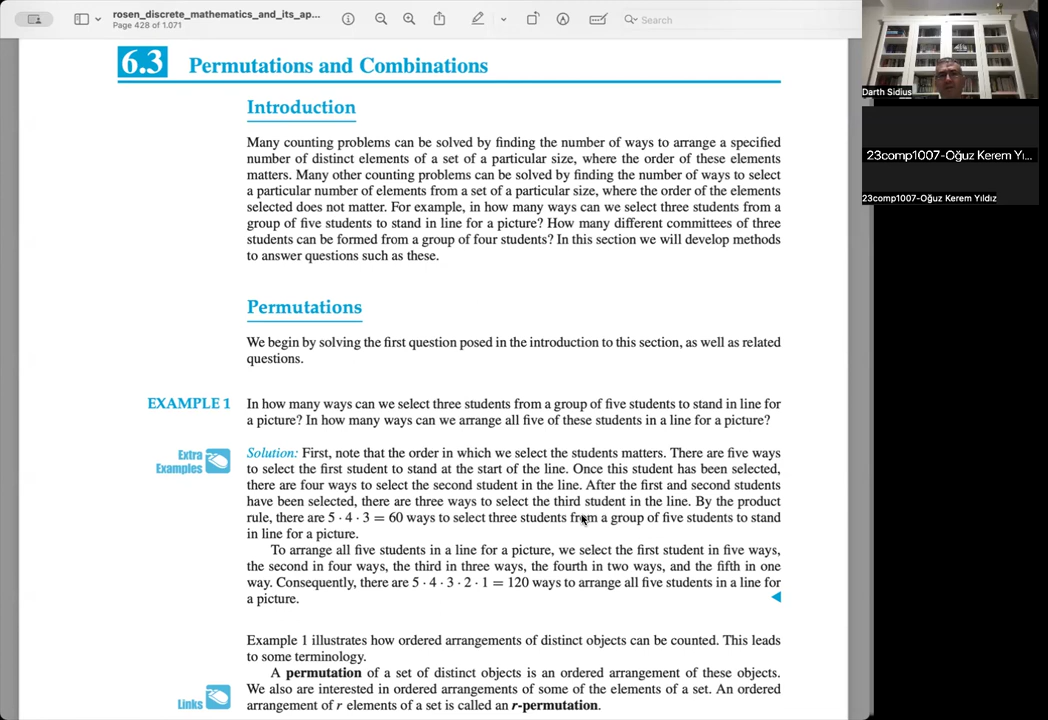 rosen_discrete_mathematics_and_its_ap...
Page 428 of 1.071
Search
6.3 Permutations and Combinations
Introduction
Many counting problems can be solved by finding the number of ways to arrange a specified
number of distinct elements of a set of a particular size, where the order of these elements
matters. Many other counting problems can be solved by finding the number of ways to select
a particular number of elements from a set of a particular size, where the order of the elements
selected does not matter. For example, in how many ways can we select three students from a
group of five students to stand in line for a picture? How many different committees of three
students can be formed from a group of four students? In this section we will develop methods
to answer questions such as these.
Permutations
We begin by solving the first question posed in the introduction to this section, as well as related
questions.
EXAMPLE 1 In how many ways can we select three students from a group of five students to stand in line for
a picture? In how many ways can we arrange all five of these students in a line for a picture?
Extra
Examples
Solution: First, note that the order in which we select the students matters. There are five ways
to select the first student to stand at the start of the line. Once this student has been selected,
there are four ways to select the second student in the line. After the first and second students
have been selected, there are three ways to select the third student in the line. By the product
rule, there are 5 · 4 · 3 = 60 ways to select three students from a group of five students to stand
in line for a picture.
To arrange all five students in a line for a picture, we select the first student in five ways,
the second in four ways, the third in three ways, the fourth in two ways, and the fifth in one
way. Consequently, there are 5 · 4 · 3 · 2 · 1 = 120 ways to arrange all five students in a line for
a picture.
Example 1 illustrates how ordered arrangements of distinct objects can be counted. This leads
to some terminology.
A permutation of a set of distinct objects is an ordered arrangement of these objects.
We also are interested in ordered arrangements of some of the elements of a set. An ordered
Links
arrangement of r elements of a set is called an r-permutation.
Darth Sidius
23comp1007-Oğuz Kerem Yı...
23comp1007-Oğuz Kerem Yıldız